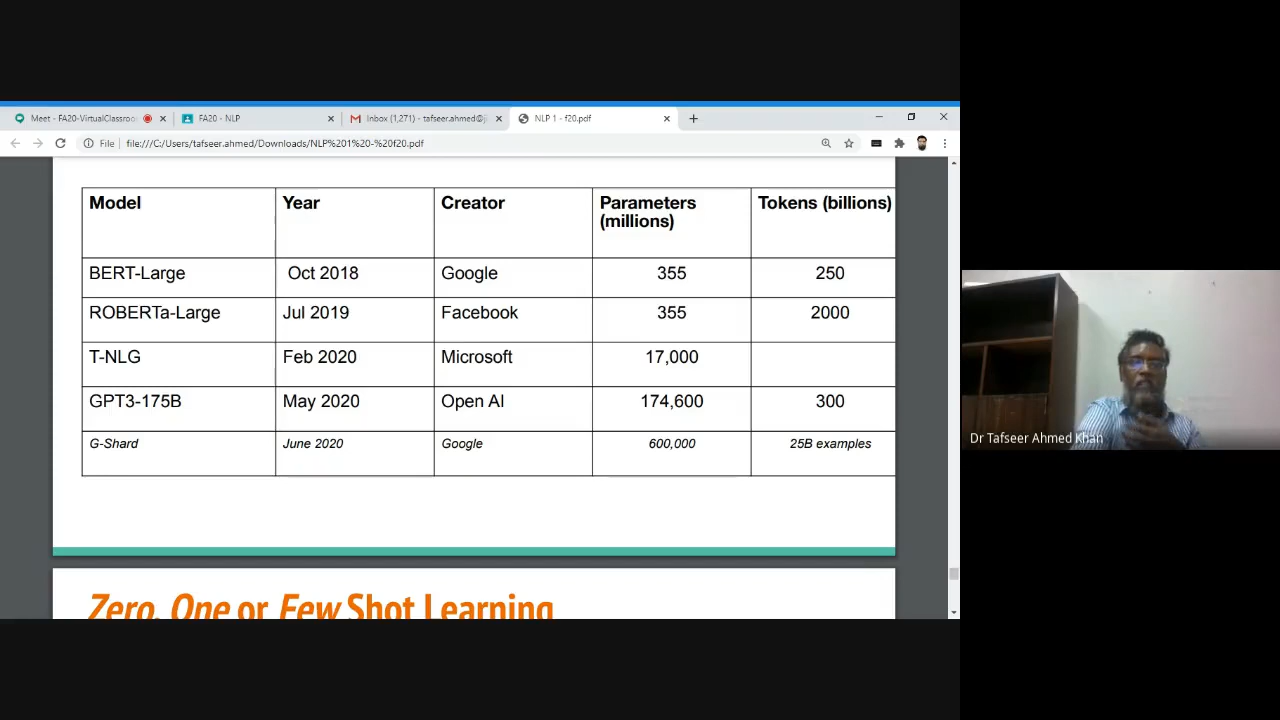 Meet - FA20-VirtualClassroo
FA20 - NLP
Inbox (1,271) - tafseer.ahmed@ji
NLP 1 - f20.pdf
File
file:///C:/Users/tafseer.ahmed/Downloads/NLP%201%20-%20f20.pdf
Model Year Creator Parameters (millions) Tokens (billions)
BERT-Large Oct 2018 Google 355 250
ROBERTa-Large Jul 2019 Facebook 355 2000
T-NLG Feb 2020 Microsoft 17,000
GPT3-175B May 2020 Open AI 174,600 300
G-Shard June 2020 Google 600,000 25B examples
Zero, One or Few Shot Learning
Dr Tafseer Ahmed Khan